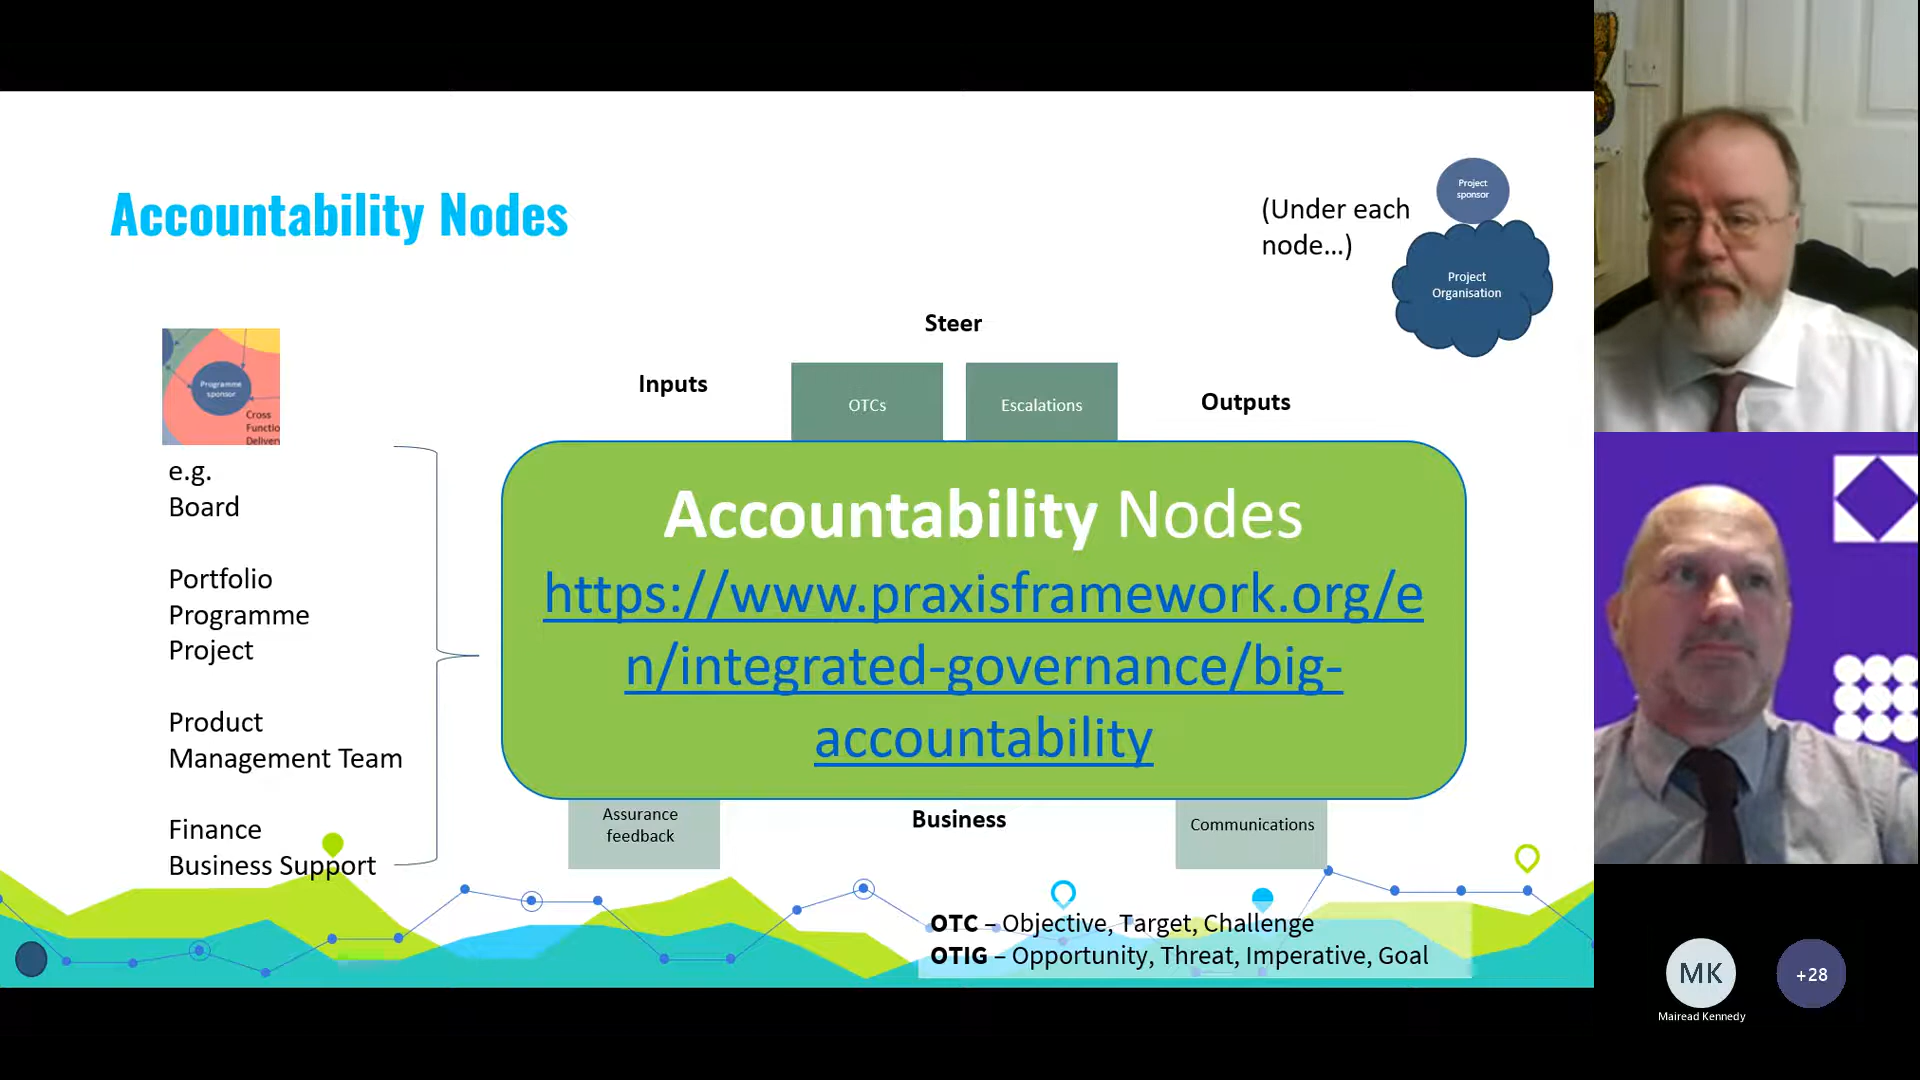 Accountability Nodes
(Under each
node...)
Project
sponsor
Project
Organisation
Steer
Inputs
OTCs
Escalations
Outputs
Programme
sponsor
Cross
Functio
Deliven
e.g.
Board
Portfolio
Programme
Project
Product
Management Team
Finance
Business Support
Accountability Nodes
https://www.praxisframework.org/e
n/integrated-governance/big-
accountability
Assurance
feedback
Business
Communications
OTC – Objective, Target, Challenge
OTIG – Opportunity, Threat, Imperative, Goal
MK
+28
Mairead Kennedy